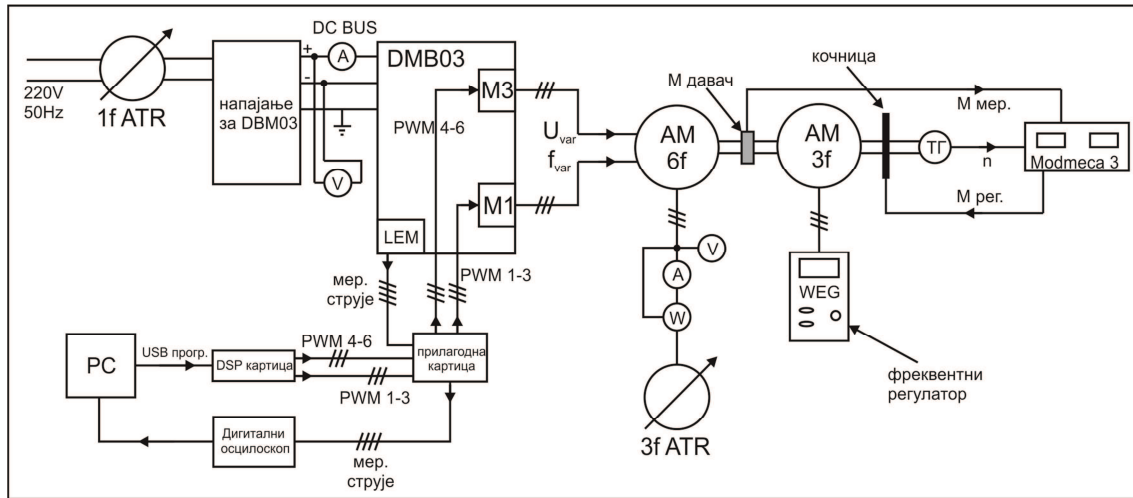 220V
50Hz
1f ATR
напајање
за DBM03
+
-
DC BUS
A
V
DMB03
M3
PWM 4-6
M1
LEM
PWM 1-3
мер.
струје
U var
f var
AM
6f
М давач
AM
3f
кочница
ТГ
М мер.
n
Modmeca 3
М рег.
V
A
W
3f ATR
WEG
фреквентни
регулатор
PC
USB прогр.
DSP картица
PWM 4-6
PWM 1-3
прилагодна
картица
Дигитални
осцилоскоп
мер.
струје